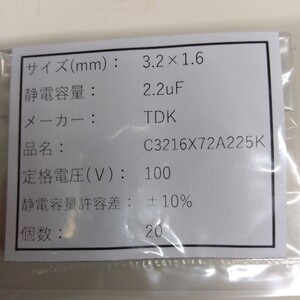 サイズ(mm)： 3.2×1.6
静電容量： 2.2uF
メーカー： TDK
品名： C3216X72A225K
定格電圧(V)： 100
静電容量許容差： ±10%
個数： 20